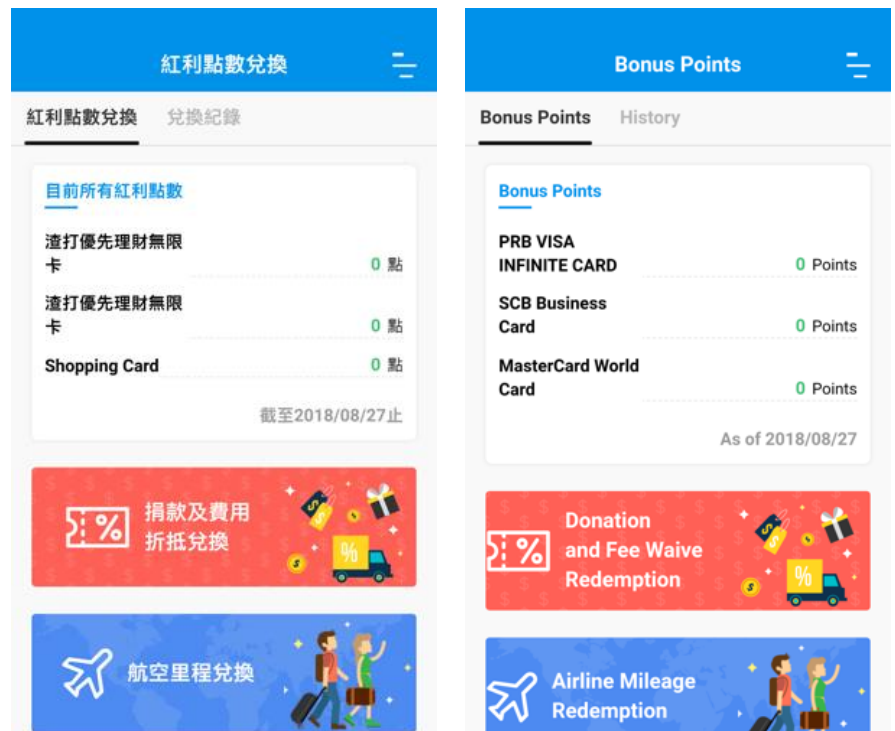 紅利點數兌換
紅利點數兌換 兌換紀錄
目前所有紅利點數
渣打優先理財無限
卡 0 點
渣打優先理財無限
卡 0 點
Shopping Card 0 點
截至2018/08/27止
捐款及費用
折抵兌換
%
%
航空里程兌換
Bonus Points
Bonus Points History
Bonus Points
PRB VISA
INFINITE CARD 0 Points
SCB Business
Card 0 Points
MasterCard World
Card 0 Points
As of 2018/08/27
Donation
and Fee Waive
Redemption
%
%
Airline Mileage
Redemption